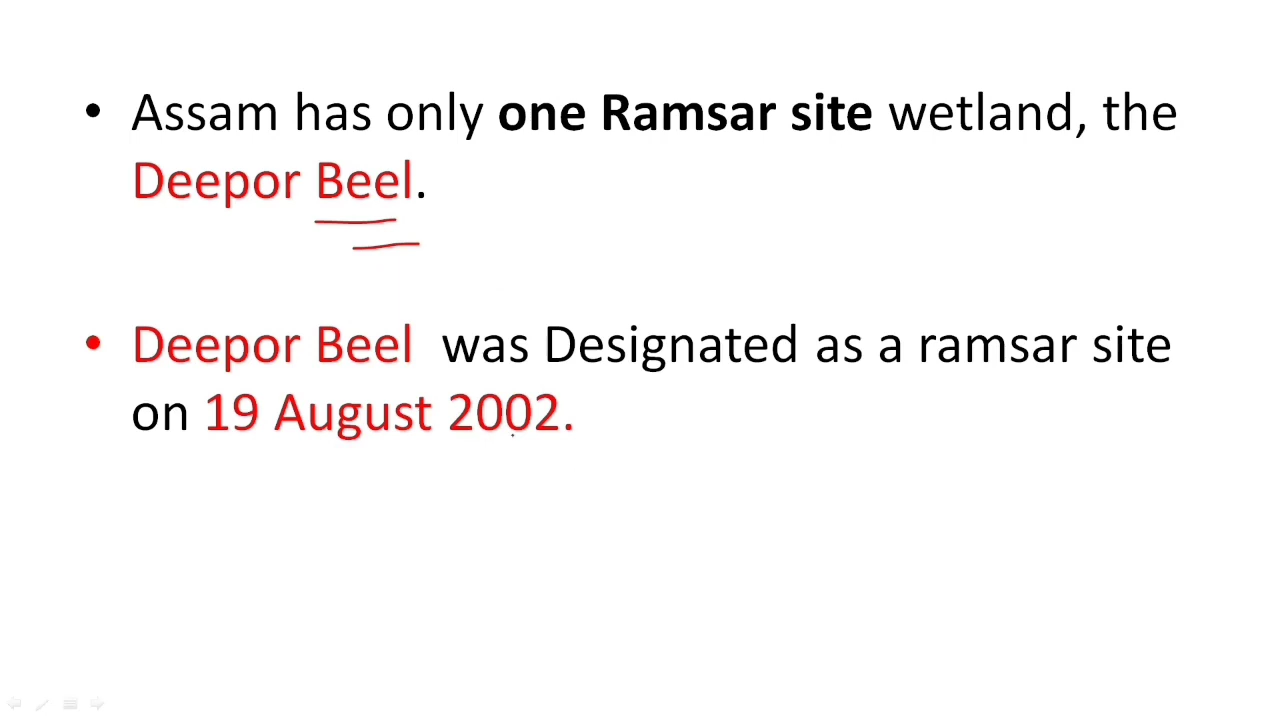 • Assam has only one Ramsar site wetland, the
Deepor Beel.
• Deepor Beel was Designated as a ramsar site
on 19 August 2002.